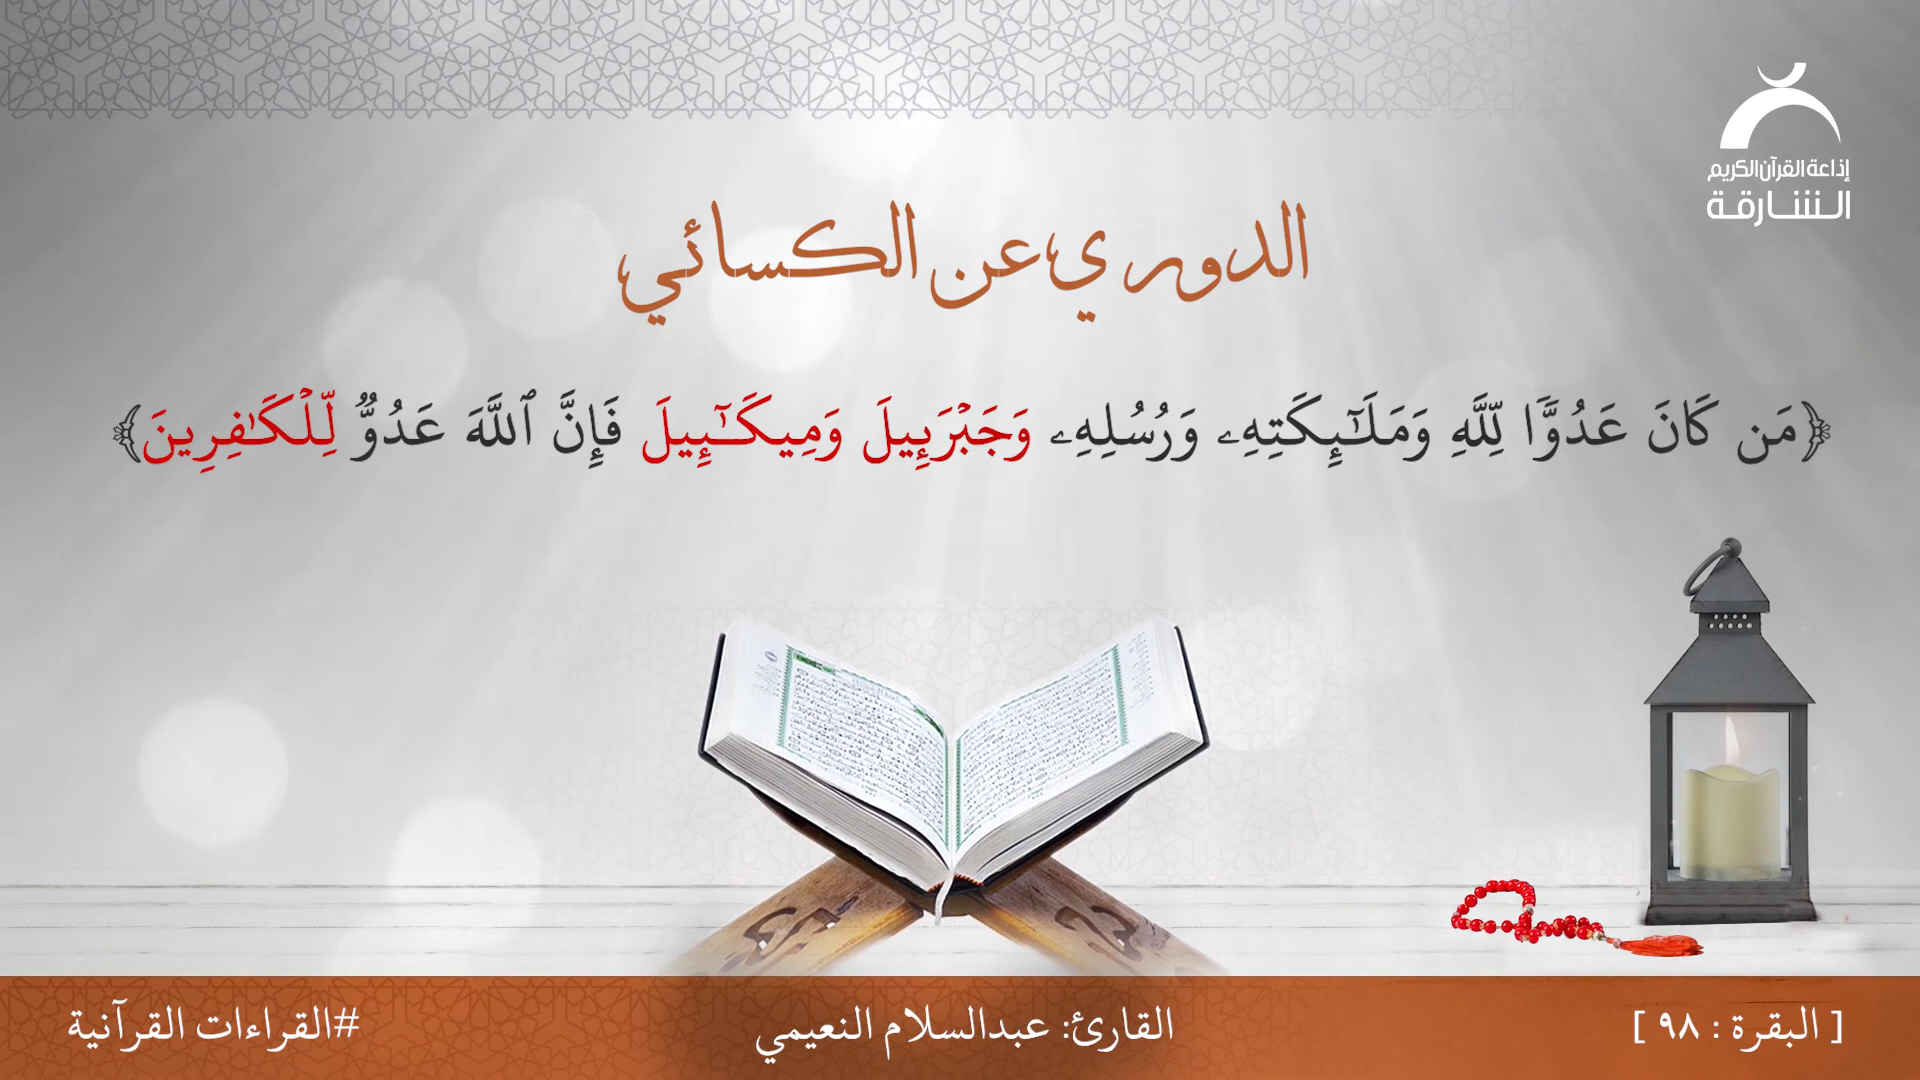 إذاعة القرآن الكريم
الشارقة
الدوري عن الكسائي
﴿مَن كَانَ عَدُوّٗا لِّلَّهِ وَمَلَٰٓئِكَتِهِۦ وَرُسُلِهِۦ وَجَبۡرَئِيلَ وَمِيكَـٰٓئِيلَ فَإِنَّ ٱللَّهَ عَدُوّٞ لِّلۡكَٰفِرِينَ﴾
[ البقرة : ٩٨ ]
القارئ: عبدالسلام النعيمي
#القراءات القرآنية